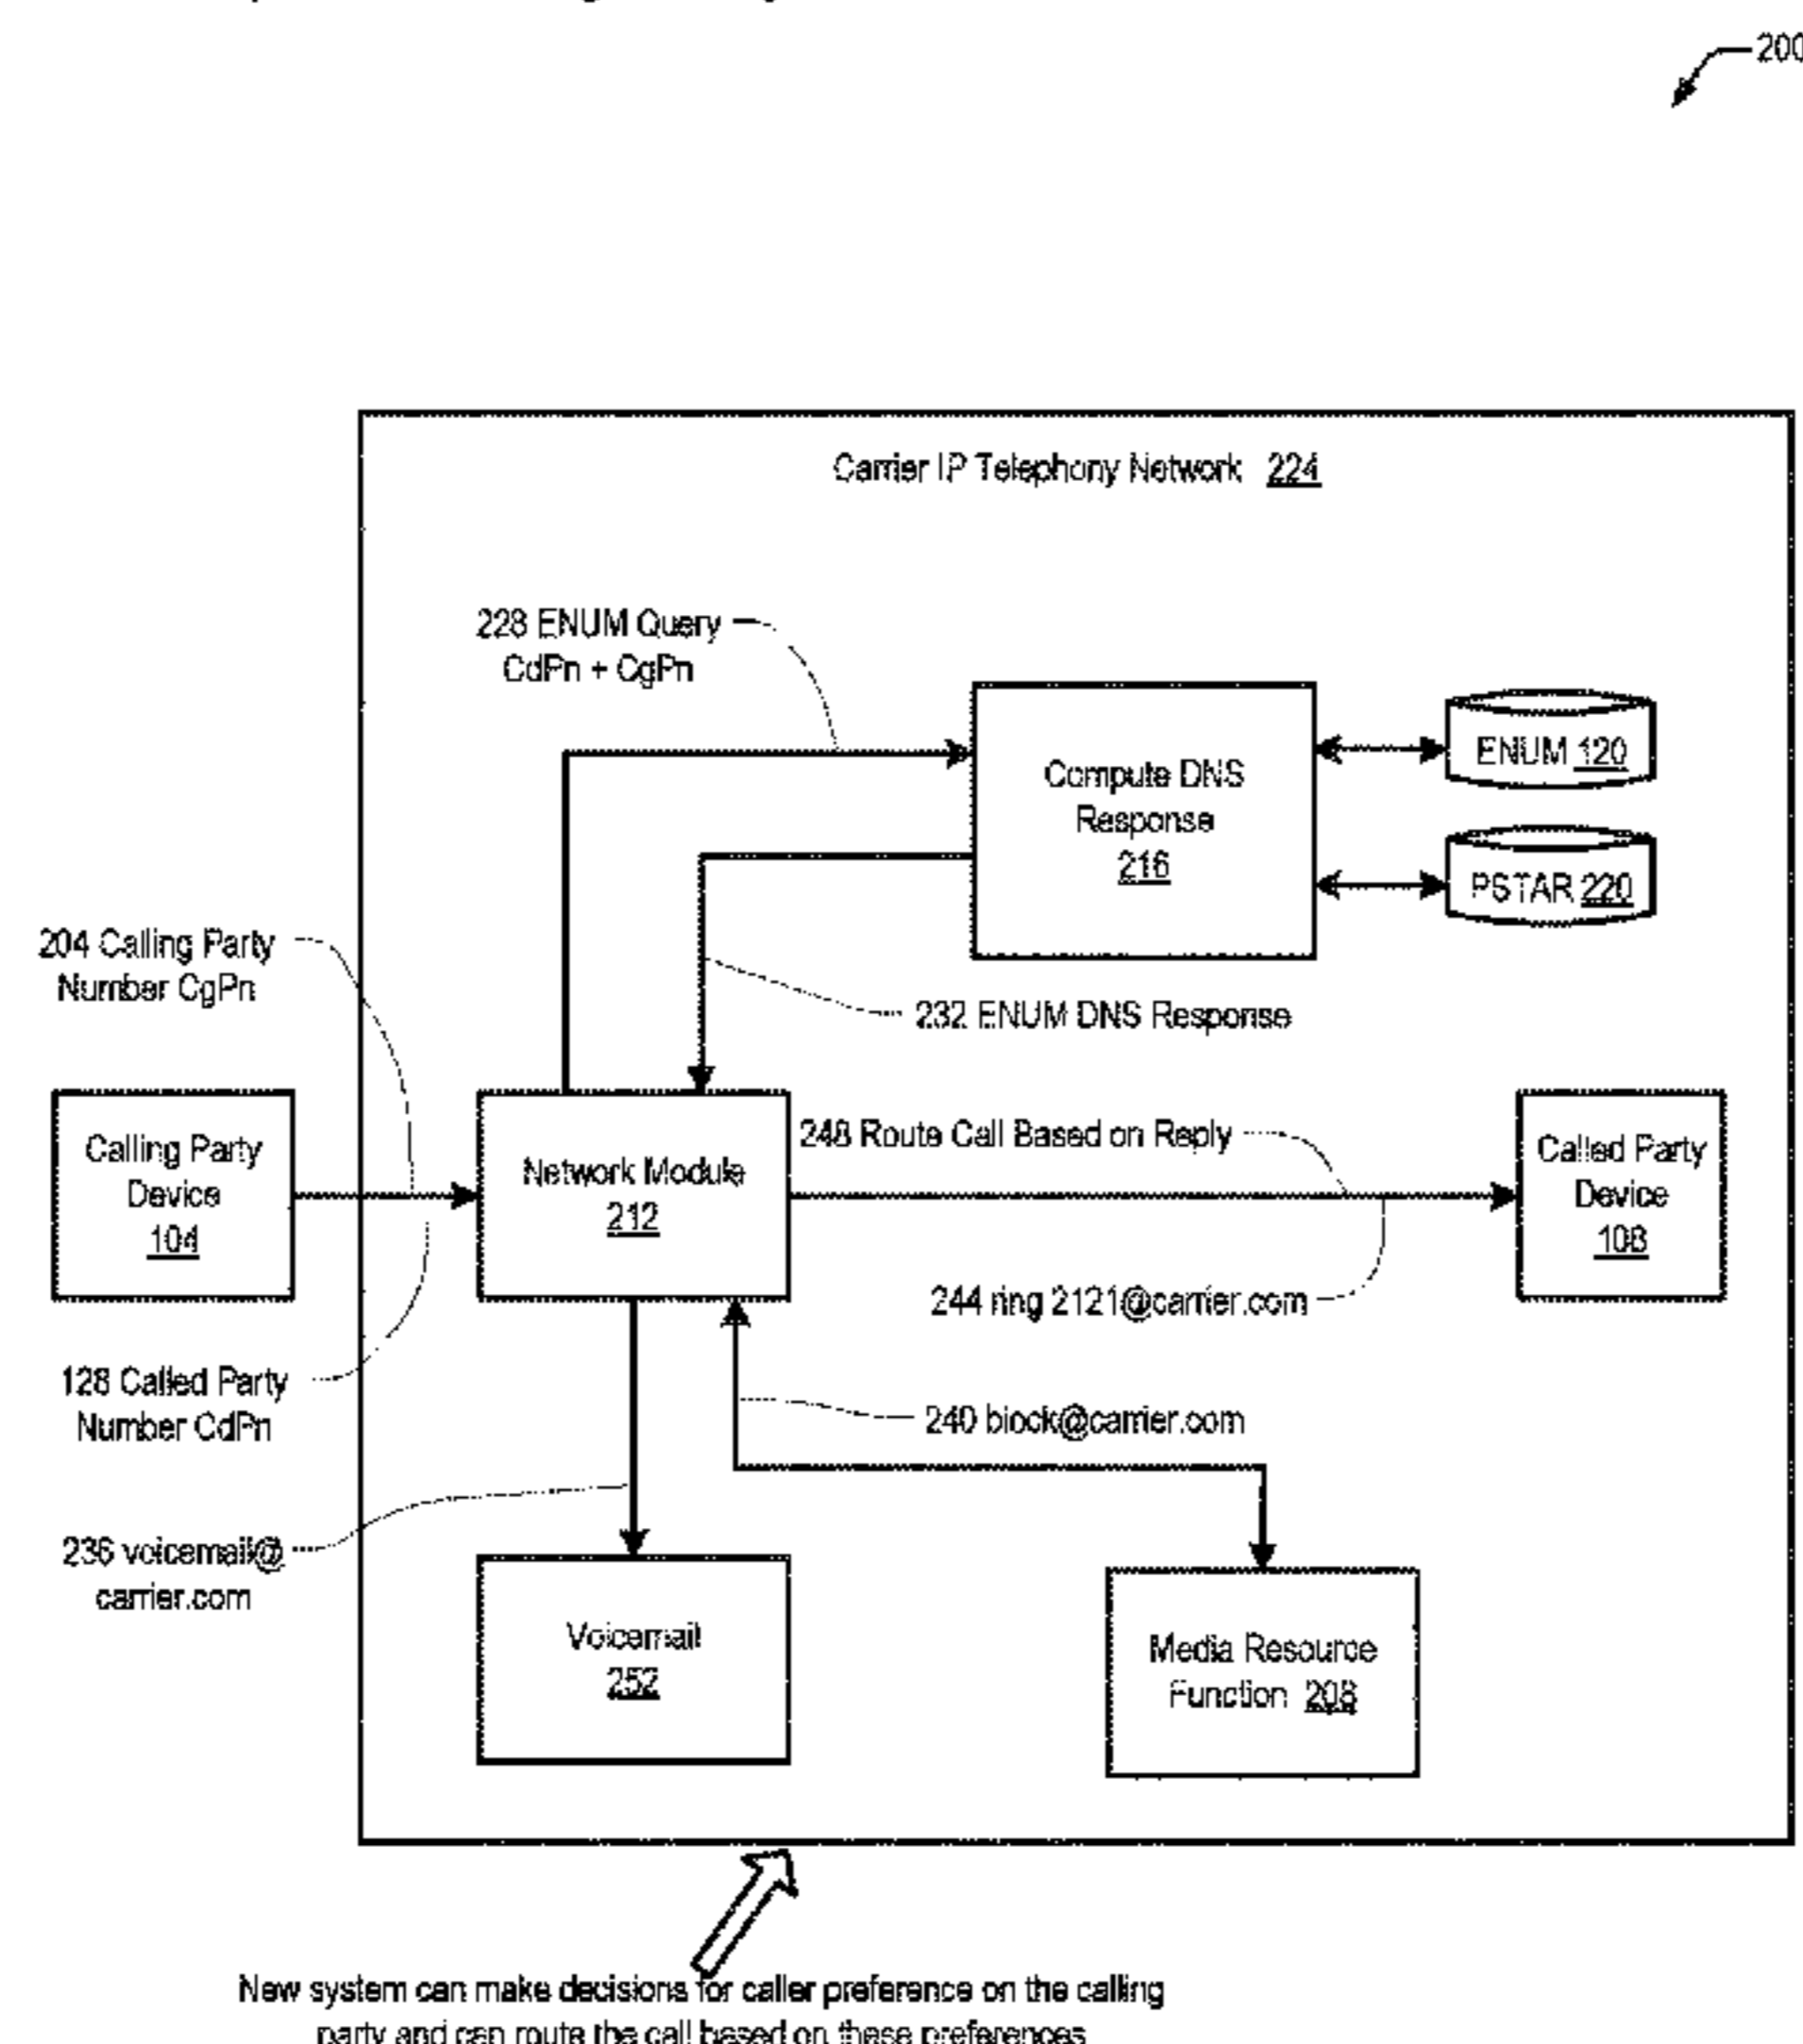 200
Carrier IP Telephony Network 224
228 ENUM Query
CdPn + CgPn
Compute DNS
Response
216
ENUM 120
PSTAR 220
204 Calling Party
Number CgPn
232 ENUM DNS Response
Calling Party
Device
104
Network Module
212
248 Route Call Based on Reply
Called Party
Device
108
244 ring 2121@carrier.com
128 Called Party
Number CdPn
240 block@carrier.com
236 voicemail@
carrier.com
Voicemail
252
Media Resource
Function 208
New system can make decisions for caller preference on the calling
party and can route the call based on these preferences